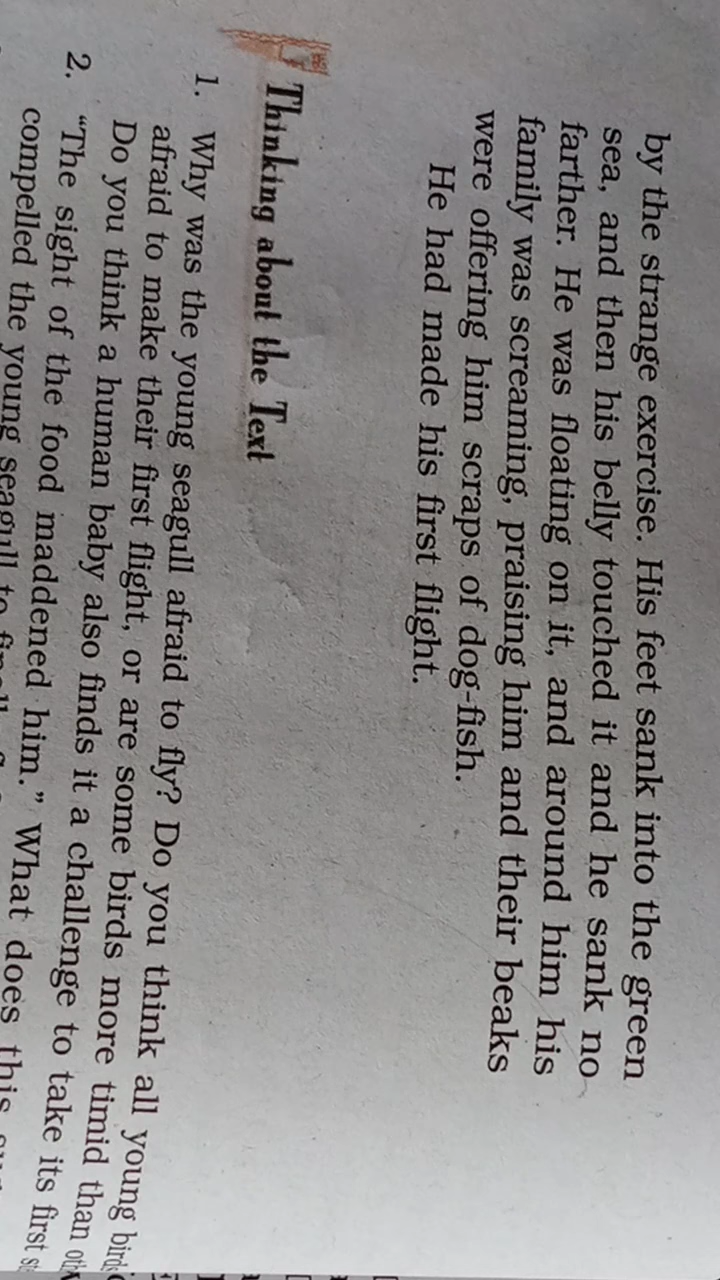 by the strange exercise. His feet sank into the green
sea, and then his belly touched it and he sank no
farther. He was floating on it, and around him his
family was screaming, praising him and their beaks
were offering him scraps of dog-fish.
He had made his first flight.
Thinking about the Text
1. Why was the young seagull afraid to fly? Do you think all young birds
afraid to make their first flight, or are some birds more timid than
Do you think a human baby also finds it a challenge to take its first
2. “The sight of the food maddened him.” What does this
compelled the young seagull to